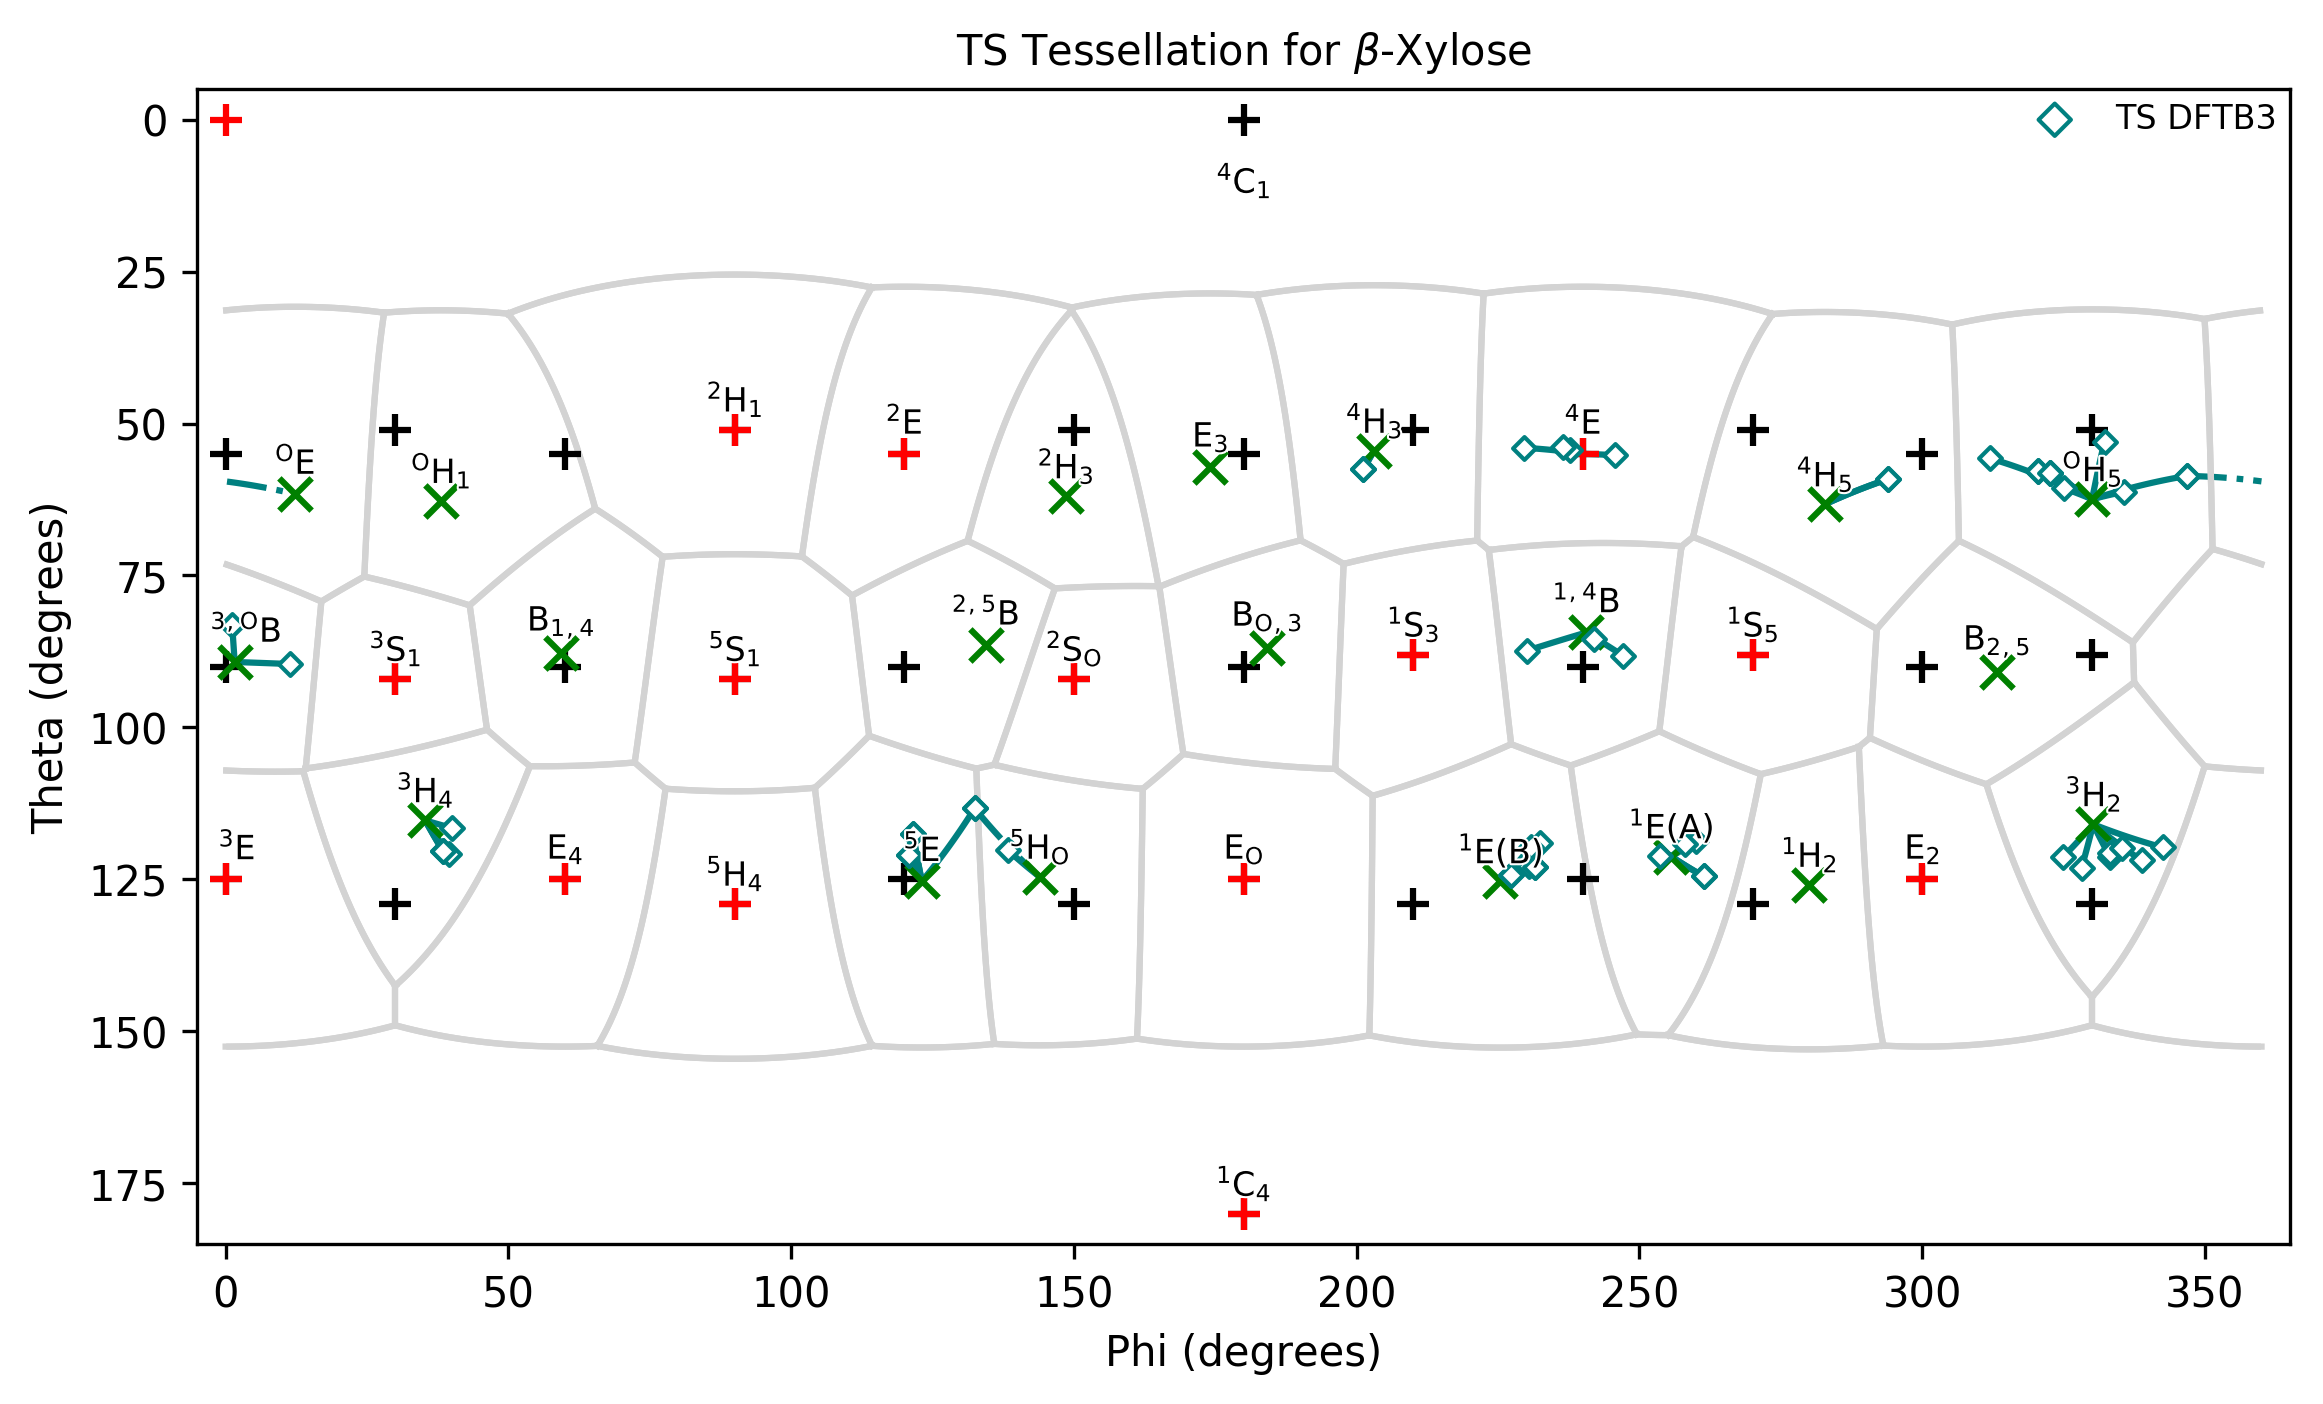 TS Tessellation for β-Xylose
TS DFTB3
⁴C₁
0
25
50
75
100
125
150
175
Theta (degrees)
²H₁
²E
⁴H₃
⁴E
E₃
ᴼE
ᴼH₁
²H₃
⁴H₅
ᴼH₅
³,ᴼB
³S₁
B₁,₄
⁵S₁
²,⁵B
²Sₒ
Bₒ,₃
¹S₃
¹,⁴B
¹S₅
B₂,₅
³H₄
³H₂
³E
E₄
⁵H₄
⁵E
⁵Hₒ
Eₒ
¹E(B)
¹E(A)
¹H₂
E₂
¹C₄
0 50 100 150 200 250 300 350
Phi (degrees)